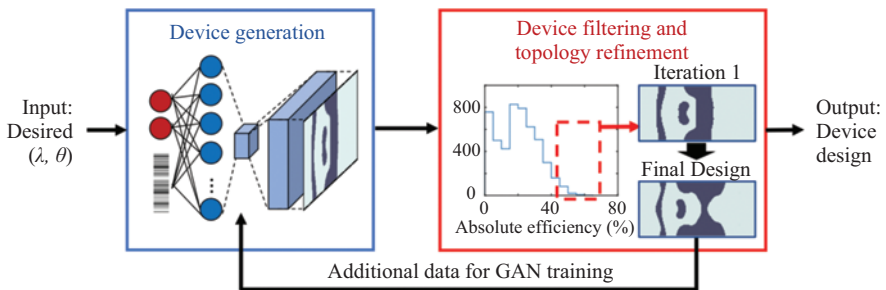 Device generation
Device filtering and
topology refinement
Input:
Desired
(λ, θ)
Iteration 1
800
400
0
0
40
80
Absolute efficiency (%)
Final Design
Output:
Device
design
Additional data for GAN training